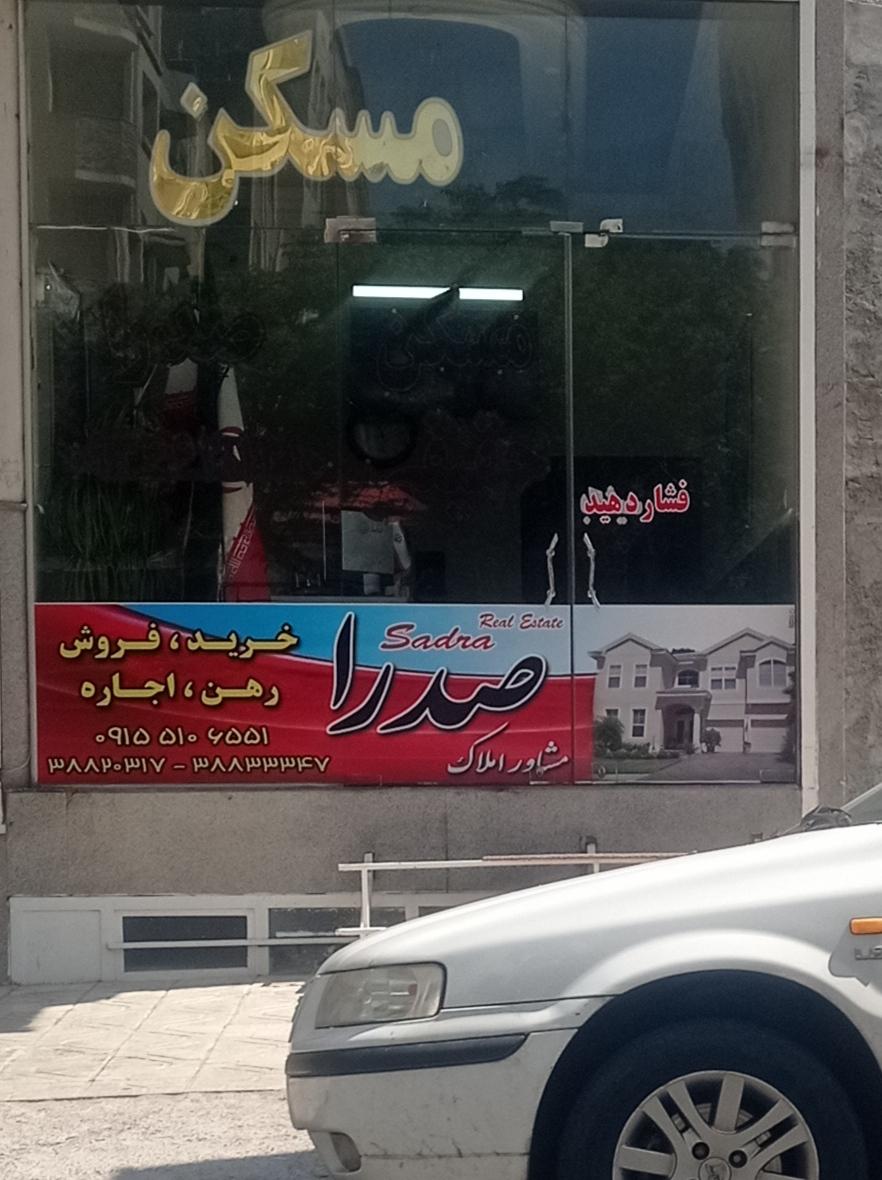 مسکن
فشار دهید
Real Estate
Sadra
صدرا
مشاور املاک
خرید، فروش
رهن، اجاره
۰۹۱۵ ۵۱۰ ۶۵۵۱
۳۸۸۲۰۳۱۷ - ۳۸۸۳۳۳۴۷